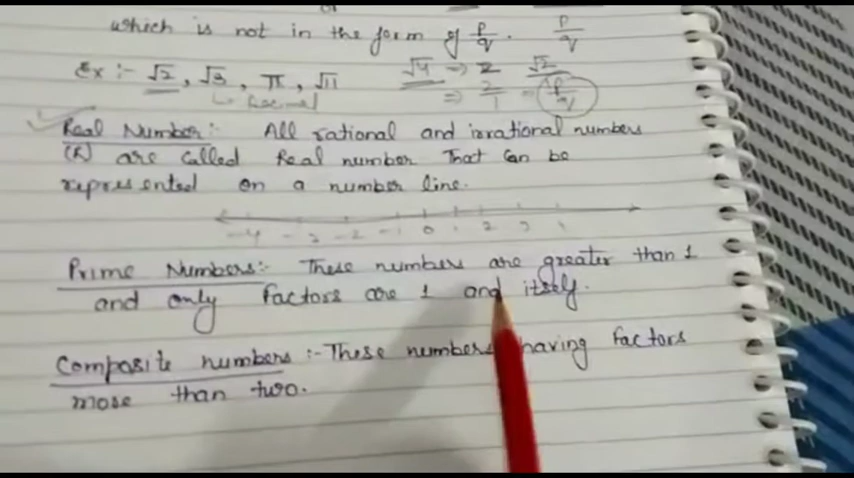 which is not in the form of p/q. p/q
Ex :- √2, √3, π, √11 √4 => 2 √2
=> 2/1 = p/q
Real Number:- All rational and irrational numbers
(R) are called Real number That can be
represented on a number line.
-4 -3 -2 -1 0 1 2 3
Prime Numbers:- These numbers are greater than 1
and only factors are 1 and itself.
Composite numbers :- These numbers having factors
more than two.